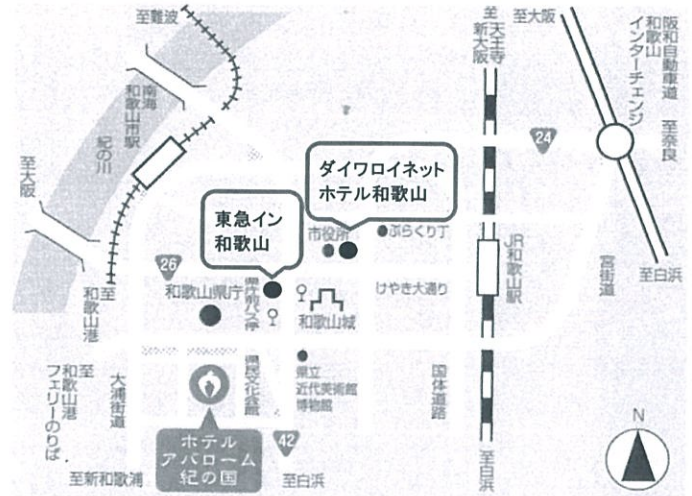 至難波
至天王寺
新大阪
至大阪
阪和自動車道
和歌山
インターチェンジ
至奈良
南海
和歌山市駅
紀の川
至大阪
24
ダイワロイネット
ホテル和歌山
東急イン
和歌山
市役所
ぶらくり丁
JR和歌山駅
宮街道
至白浜
26
和歌山県庁
県庁前バス停
けやき大通り
和歌山城
至和歌山港
至
和歌山港
フェリーのりば
大浦街道
県民文化会館
県立
近代美術館
博物館
国体道路
N
ホテル
アバローム
紀の国
42
至新和歌浦
至白浜
至白浜